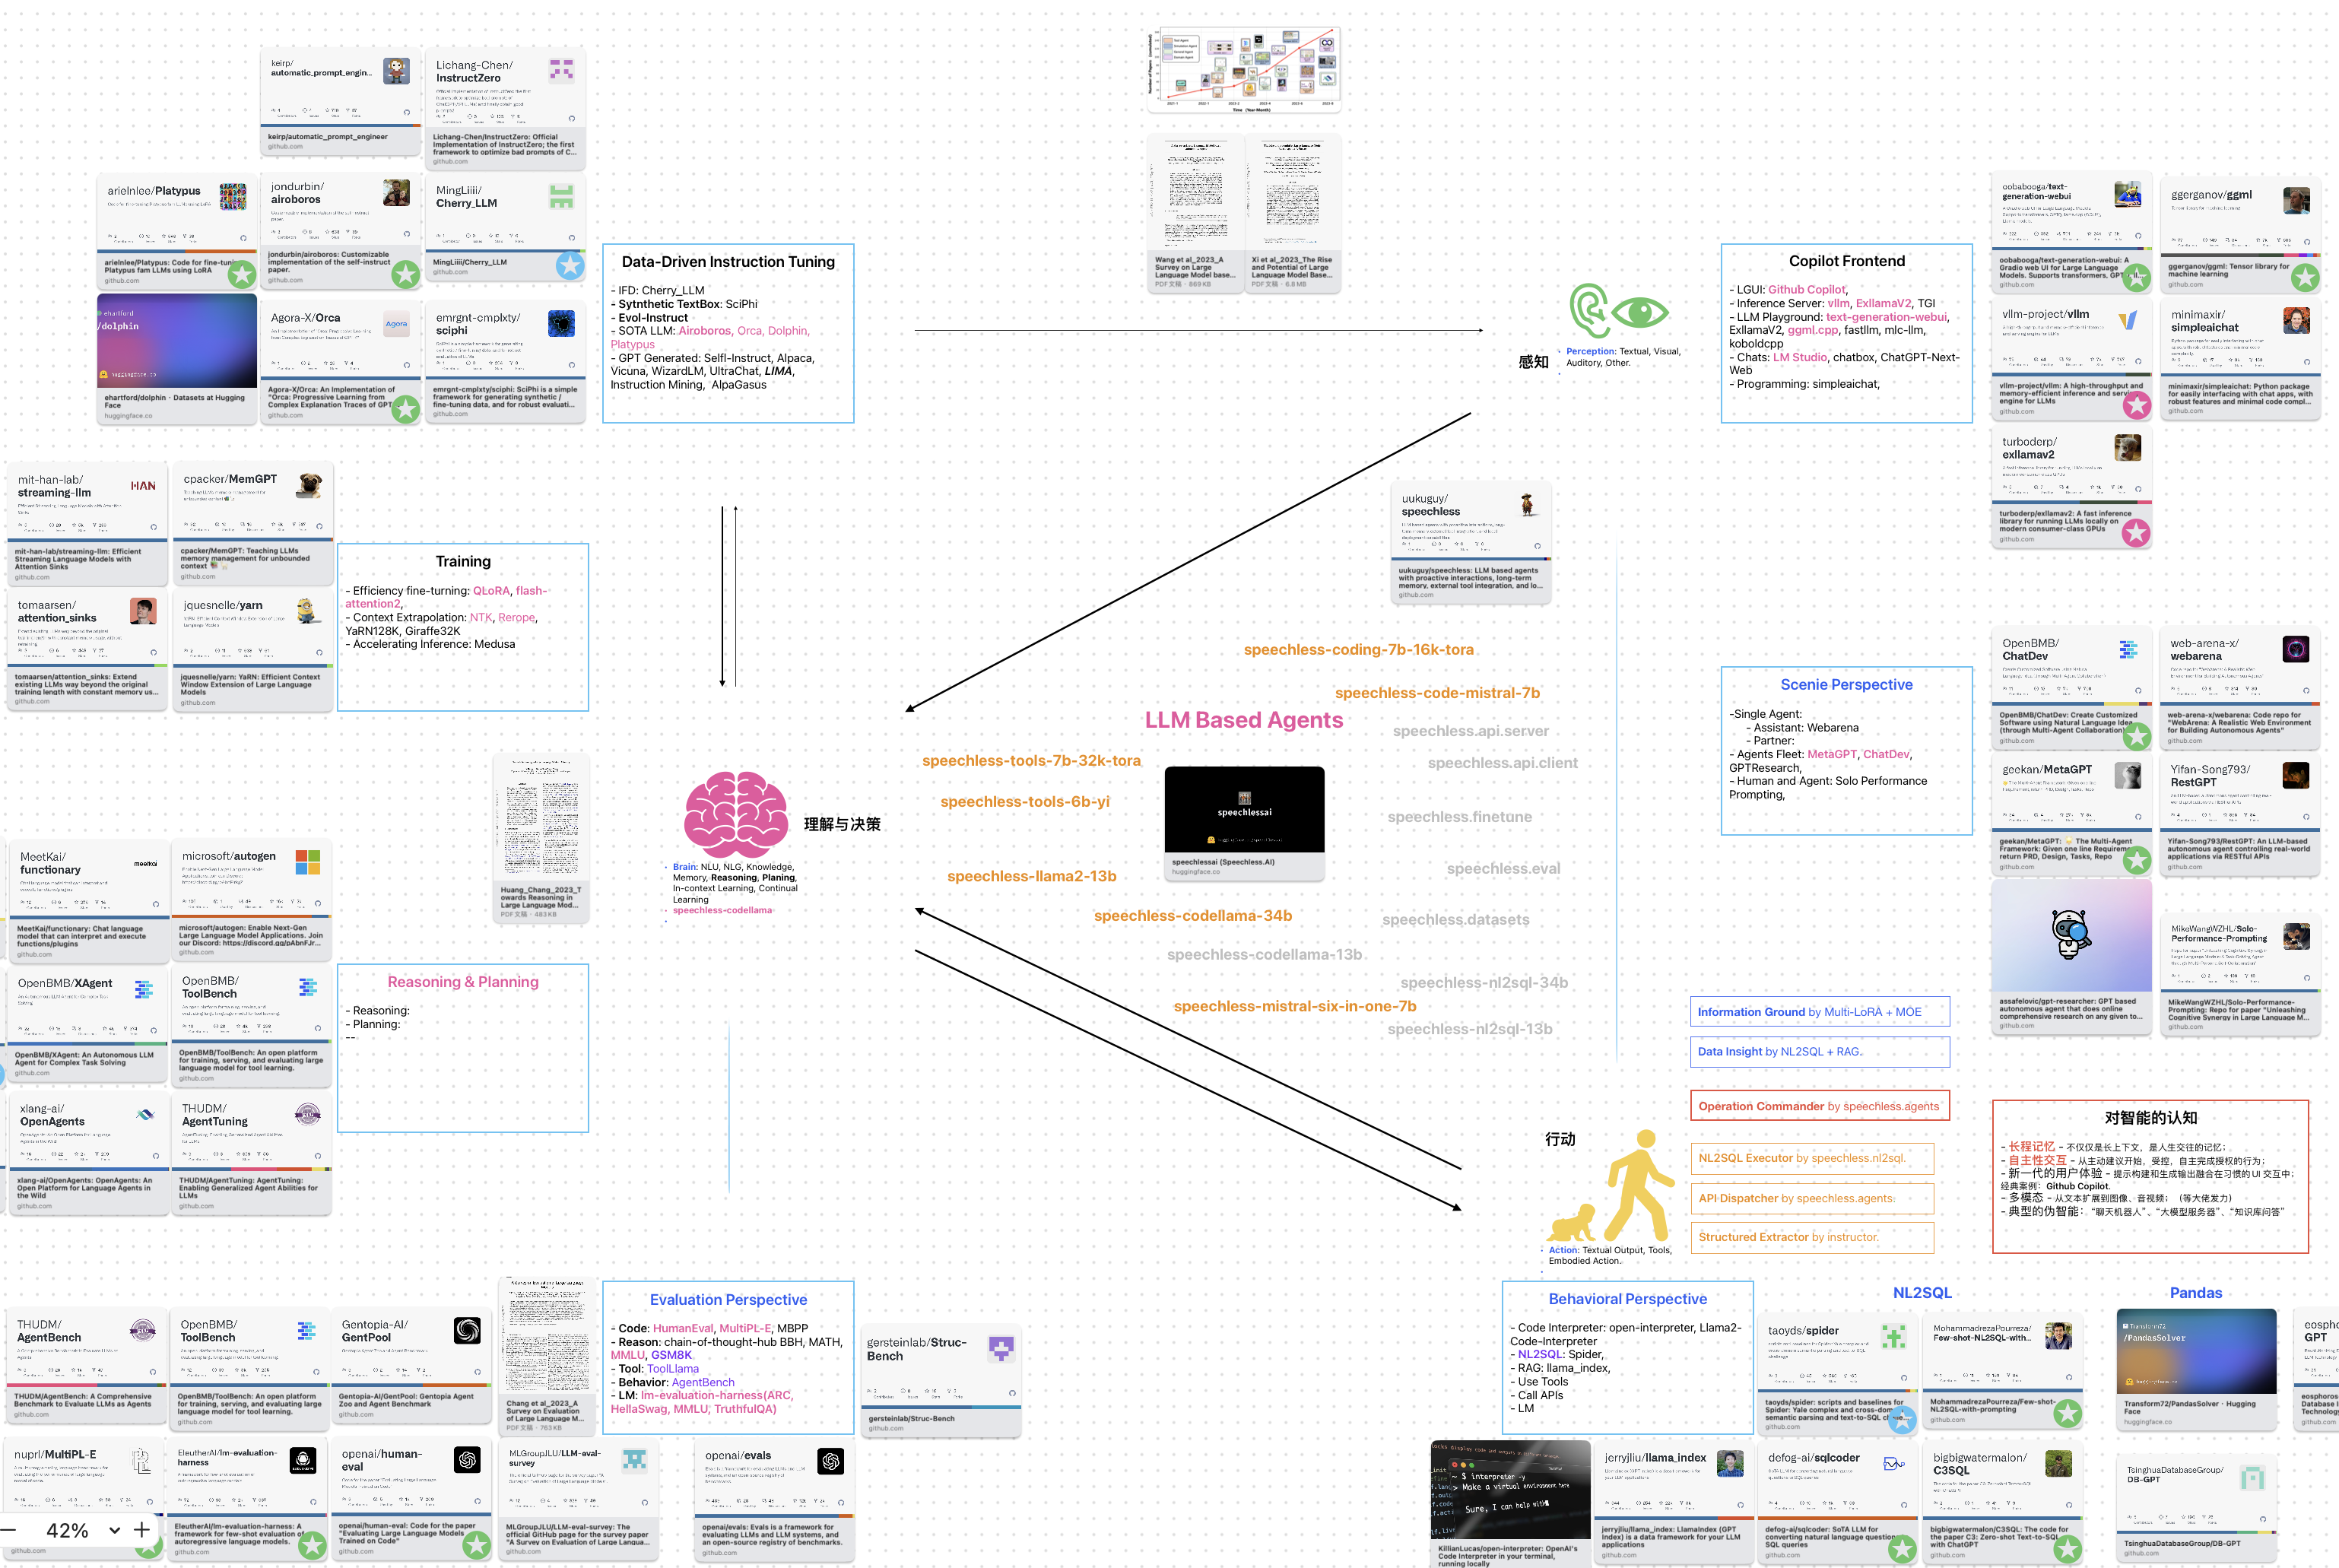 keirp/
automatic_prompt_engin...
keirp/automatic_prompt_engineer
github.com
Lichang-Chen/
InstructZero
Lichang-Chen/InstructZero: Official
Implementation of InstructZero; the first
framework to optimize bad prompts of C...
github.com
arielnlee/Platypus
arielnlee/Platypus: Code for fine-tuning
Platypus fam LLMs using LoRA
github.com
jondurbin/
airoboros
jondurbin/airoboros: Customizable
implementation of the self-instruct
paper.
github.com
MingLiiii/
Cherry_LLM
MingLiiii/Cherry_LLM
github.com
ehartford
/dolphin
huggingface.co
ehartford/dolphin · Datasets at Hugging
Face
huggingface.co
Agora-X/Orca
Agora
Agora-X/Orca: An Implementation of
"Orca: Progressive Learning from
Complex Explanation Traces of GPT
github.com
emrgnt-cmplxty/
sciphi
emrgnt-cmplxty/sciphi: SciPhi is a simple
framework for generating synthetic /
fine-tuning data, and for robust evaluati...
github.com
Data-Driven Instruction Tuning
- IFD: Cherry_LLM
- Sytnthetic TextBox: SciPhi
- Evol-Instruct
- SOTA LLM: Airoboros, Orca, Dolphin,
Platypus
- GPT Generated: Selfl-Instruct, Alpaca,
Vicuna, WizardLM, UltraChat, LIMA,
Instruction Mining, AlpaGasus
Time (Year-Month)
Wang et al_2023_A
Survey on Large
Language Model base...
PDF文稿 · 869 KB
Xi et al_2023_The Rise
and Potential of Large
Language Model Base...
PDF文稿 · 6.8 MB
感知
Perception: Textual, Visual,
Auditory, Other.
Copilot Frontend
- LGUI: Github Copilot,
- Inference Server: vllm, ExllamaV2, TGI
- LLM Playground: text-generation-webui,
ExllamaV2, ggml.cpp, fastllm, mlc-llm,
koboldcpp
- Chats: LM Studio, chatbox, ChatGPT-Next-
Web
- Programming: simpleaichat,
oobabooga/text-
generation-webui
oobabooga/text-generation-webui: A
Gradio web UI for Large Language
Models. Supports transformers, GPT
github.com
ggerganov/ggml
ggerganov/ggml: Tensor library for
machine learning
github.com
vllm-project/vllm
vllm-project/vllm: A high-throughput and
memory-efficient inference and serving
engine for LLMs
github.com
minimaxir/
simpleaichat
minimaxir/simpleaichat: Python package
for easily interfacing with chat apps, with
robust features and minimal code compl...
github.com
turboderp/
exllamav2
turboderp/exllamav2: A fast inference
library for running LLMs locally on
modern consumer-class GPUs
github.com
mit-han-lab/
streaming-llm
HAN
mit-han-lab/streaming-llm: Efficient
Streaming Language Models with
Attention Sinks
github.com
cpacker/MemGPT
cpacker/MemGPT: Teaching LLMs
memory management for unbounded
context
github.com
tomaarsen/
attention_sinks
tomaarsen/attention_sinks: Extend
existing LLMs way beyond the original
training length with constant memory us...
github.com
jquesnelle/yarn
jquesnelle/yarn: YaRN: Efficient Context
Window Extension of Large Language
Models
github.com
Training
- Efficiency fine-turning: QLoRA, flash-
attention2,
- Context Extrapolation: NTK, Rerope,
YaRN128K, Giraffe32K
- Accelerating Inference: Medusa
uukuguy/
speechless
uukuguy/speechless: LLM based agents
with proactive interactions, long-term
memory, external tool integration, and lo...
github.com
speechless-coding-7b-16k-tora
speechless-code-mistral-7b
LLM Based Agents
speechless.api.server
speechless-tools-7b-32k-tora
speechless.api.client
speechless-tools-6b-yi
speechlessai
speechlessai (Speechless.AI)
huggingface.co
speechless.finetune
speechless.eval
speechless-llama2-13b
speechless-codellama-34b
speechless.datasets
speechless-codellama-13b
speechless-nl2sql-34b
speechless-mistral-six-in-one-7b
speechless-nl2sql-13b
Scenie Perspective
-Single Agent:
- Assistant: Webarena
- Partner:
- Agents Fleet: MetaGPT, ChatDev,
GPTResearch,
- Human and Agent: Solo Performance
Prompting,
OpenBMB/
ChatDev
OpenBMB/ChatDev: Create Customized
Software using Natural Language Idea
(through Multi-Agent Collaboration)
github.com
web-arena-x/
webarena
web-arena-x/webarena: Code repo for
"WebArena: A Realistic Web Environment
for Building Autonomous Agents"
github.com
geekan/MetaGPT
geekan/MetaGPT: The Multi-Agent
Framework: Given one line Requirement,
return PRD, Design, Tasks, Repo
github.com
Yifan-Song793/
RestGPT
Yifan-Song793/RestGPT: An LLM-based
autonomous agent controlling real-world
applications via RESTful APIs
github.com
assafelovic/gpt-researcher: GPT based
autonomous agent that does online
comprehensive research on any given to...
github.com
MikeWangWZHL/Solo-
Performance-Prompting
MikeWangWZHL/Solo-Performance-
Prompting: Repo for paper "Unleashing
Cognitive Synergy in Large Language M...
github.com
Huang_Chang_2023_T
owards Reasoning in
Large Language Mod...
PDF文稿 · 483 KB
理解与决策
Brain: NLU, NLG, Knowledge,
Memory, Reasoning, Planing,
In-context Learning, Continual
Learning
speechless-codellama
MeetKai/
functionary
meetkai
MeetKai/functionary: Chat language
model that can interpret and execute
functions/plugins
github.com
microsoft/autogen
microsoft/autogen: Enable Next-Gen
Large Language Model Applications. Join
our Discord: https://discord.gg/pAbnFJr...
github.com
OpenBMB/XAgent
OpenBMB/XAgent: An Autonomous LLM
Agent for Complex Task Solving
github.com
OpenBMB/
ToolBench
OpenBMB/ToolBench: An open platform
for training, serving, and evaluating large
language model for tool learning.
github.com
xlang-ai/
OpenAgents
xlang-ai/OpenAgents: OpenAgents: An
Open Platform for Language Agents in
the Wild
github.com
THUDM/
AgentTuning
THUDM/AgentTuning: AgentTuning:
Enabling Generalized Agent Abilities for
LLMs
github.com
Reasoning & Planning
- Reasoning:
- Planning:
--
Information Ground by Multi-LoRA + MOE
Data Insight by NL2SQL + RAG.
Operation Commander by speechless.agents
NL2SQL Executor by speechless.nl2sql.
API Dispatcher by speechless.agents.
Structured Extractor by instructor.
行动
Action: Textual Output, Tools,
Embodied Action.
对智能的认知
- 长程记忆 - 不仅仅是长上下文，是人生交往的记忆；
- 自主性交互 - 从主动建议开始，受控，自主完成授权的行为；
- 新一代的用户体验 - 提示构建和生成输出融合在习惯的 UI 交互中；
经典案例：Github Copilot.
- 多模态 - 从文本扩展到图像、音视频；（等大佬发力）
- 典型的伪智能：“聊天机器人”、“大模型服务器”、“知识库问答”
THUDM/
AgentBench
THUDM/AgentBench: A Comprehensive
Benchmark to Evaluate LLMs as Agents
github.com
OpenBMB/
ToolBench
OpenBMB/ToolBench: An open platform
for training, serving, and evaluating large
language model for tool learning.
github.com
Gentopia-AI/
GentPool
Gentopia-AI/GentPool: Gentopia Agent
Zoo and Agent Benchmark
github.com
Chang et al_2023_A
Survey on Evaluation
of Large Language M...
PDF文稿 · 763 KB
Evaluation Perspective
- Code: HumanEval, MultiPL-E, MBPP
- Reason: chain-of-thought-hub BBH, MATH,
MMLU, GSM8K
- Tool: ToolLlama
- Behavior: AgentBench
- LM: lm-evaluation-harness(ARC,
HellaSwag, MMLU, TruthfulQA)
gersteinlab/Struc-
Bench
gersteinlab/Struc-Bench
github.com
nuprl/MultiPL-E
42%
EleutherAI/lm-evaluation-
harness
EleutherAI/lm-evaluation-harness: A
framework for few-shot evaluation of
autoregressive language models.
github.com
openai/human-
eval
openai/human-eval: Code for the paper
"Evaluating Large Language Models
Trained on Code"
github.com
MLGroupJLU/LLM-eval-
survey
MLGroupJLU/LLM-eval-survey: The
official GitHub page for the survey paper
"A Survey on Evaluation of Large Langua...
github.com
openai/evals
openai/evals: Evals is a framework for
evaluating LLMs and LLM systems, and
an open-source registry of benchmarks.
github.com
Behavioral Perspective
- Code Interpreter: open-interpreter, Llama2-
Code-Interpreter
- NL2SQL: Spider,
- RAG: llama_index,
- Use Tools
- Call APIs
- LM
NL2SQL
taoyds/spider
taoyds/spider: scripts and baselines for
Spider: Yale complex and cross-domain
semantic parsing and text-to-SQL
github.com
MohammadrezaPourreza/
Few-shot-NL2SQL-with...
MohammadrezaPourreza/Few-shot-
NL2SQL-with-prompting
github.com
Pandas
Transform72
/PandasSolver
Transform72/PandasSolver · Hugging
Face
huggingface.co
GPT
~ $ interpreter -y
> Make a virtual environment here
Sure, I can help with
KillianLucas/open-interpreter: OpenAI's
Code Interpreter in your terminal,
running locally
jerryjliu/llama_index
jerryjliu/llama_index: LlamaIndex (GPT
Index) is a data framework for your LLM
applications
github.com
defog-ai/sqlcoder
defog-ai/sqlcoder: SoTA LLM for
converting natural language questions to
SQL queries
github.com
bigbigwatermalon/
C3SQL
bigbigwatermalon/C3SQL: The code for
the paper C3: Zero-shot Text-to-SQL
with ChatGPT
github.com
TsinghuaDatabaseGroup/
DB-GPT
TsinghuaDatabaseGroup/DB-GPT
github.com